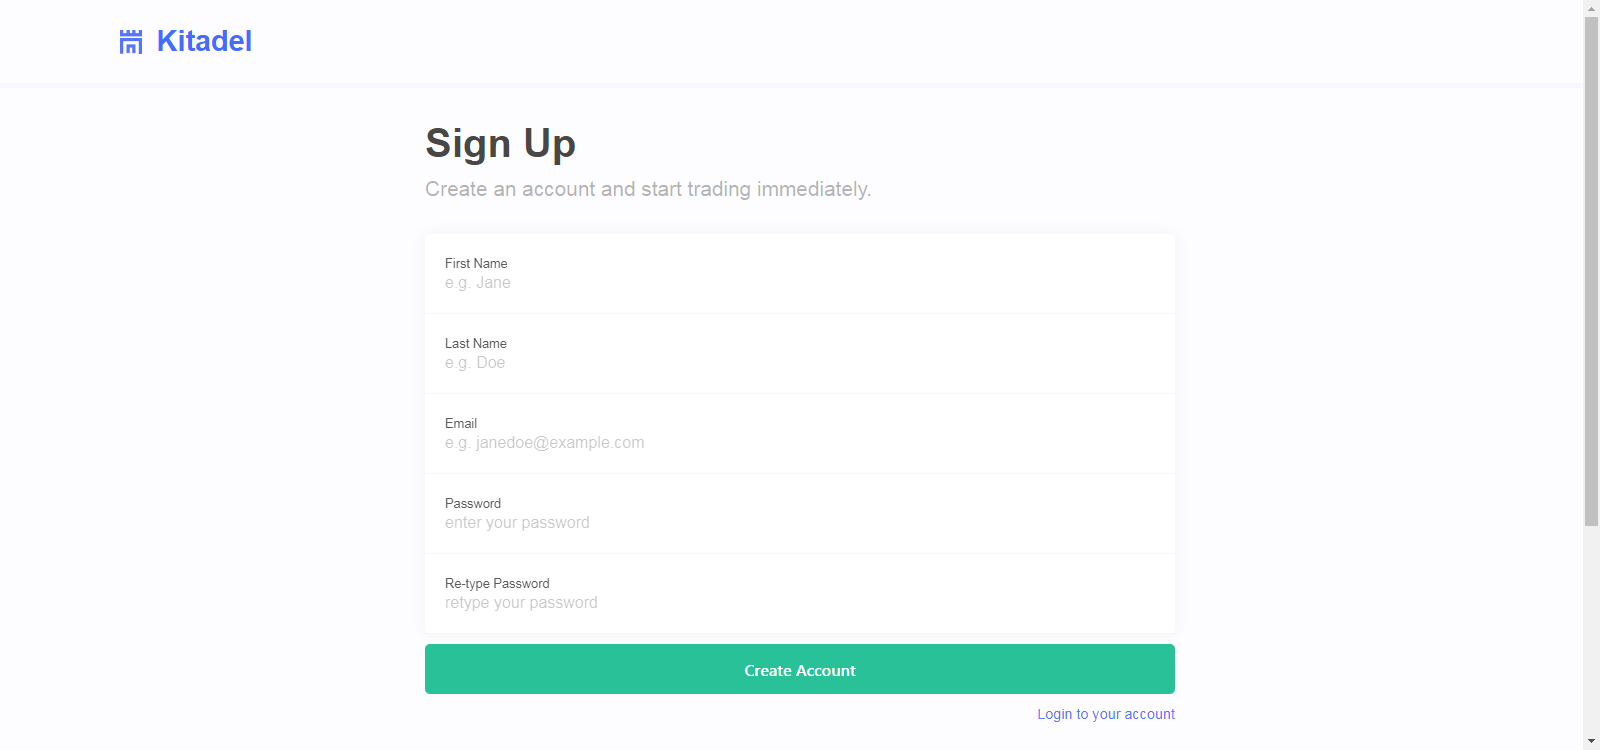 Kitadel
Sign Up
Create an account and start trading immediately.
First Name
e.g. Jane
Last Name
e.g. Doe
Email
e.g. janedoe@example.com
Password
enter your password
Re-type Password
retype your password
Create Account
Login to your account